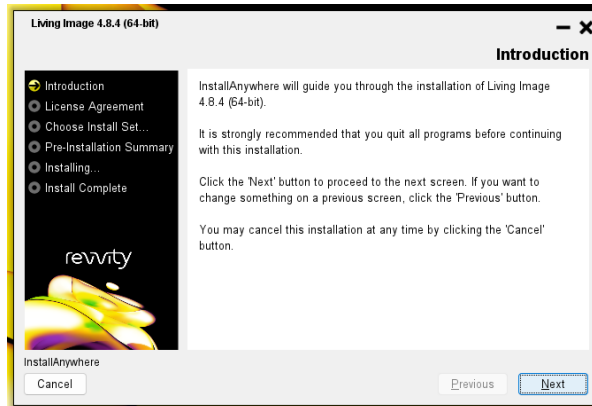 Living Image 4.8.4 (64-bit)
Introduction
Introduction
License Agreement
Choose Install Set...
Pre-Installation Summary
Installing...
Install Complete
revvity
InstallAnywhere will guide you through the installation of Living Image
4.8.4 (64-bit).
It is strongly recommended that you quit all programs before continuing
with this installation.
Click the 'Next' button to proceed to the next screen. If you want to
change something on a previous screen, click the 'Previous' button.
You may cancel this installation at any time by clicking the 'Cancel'
button.
InstallAnywhere
Cancel
Previous
Next